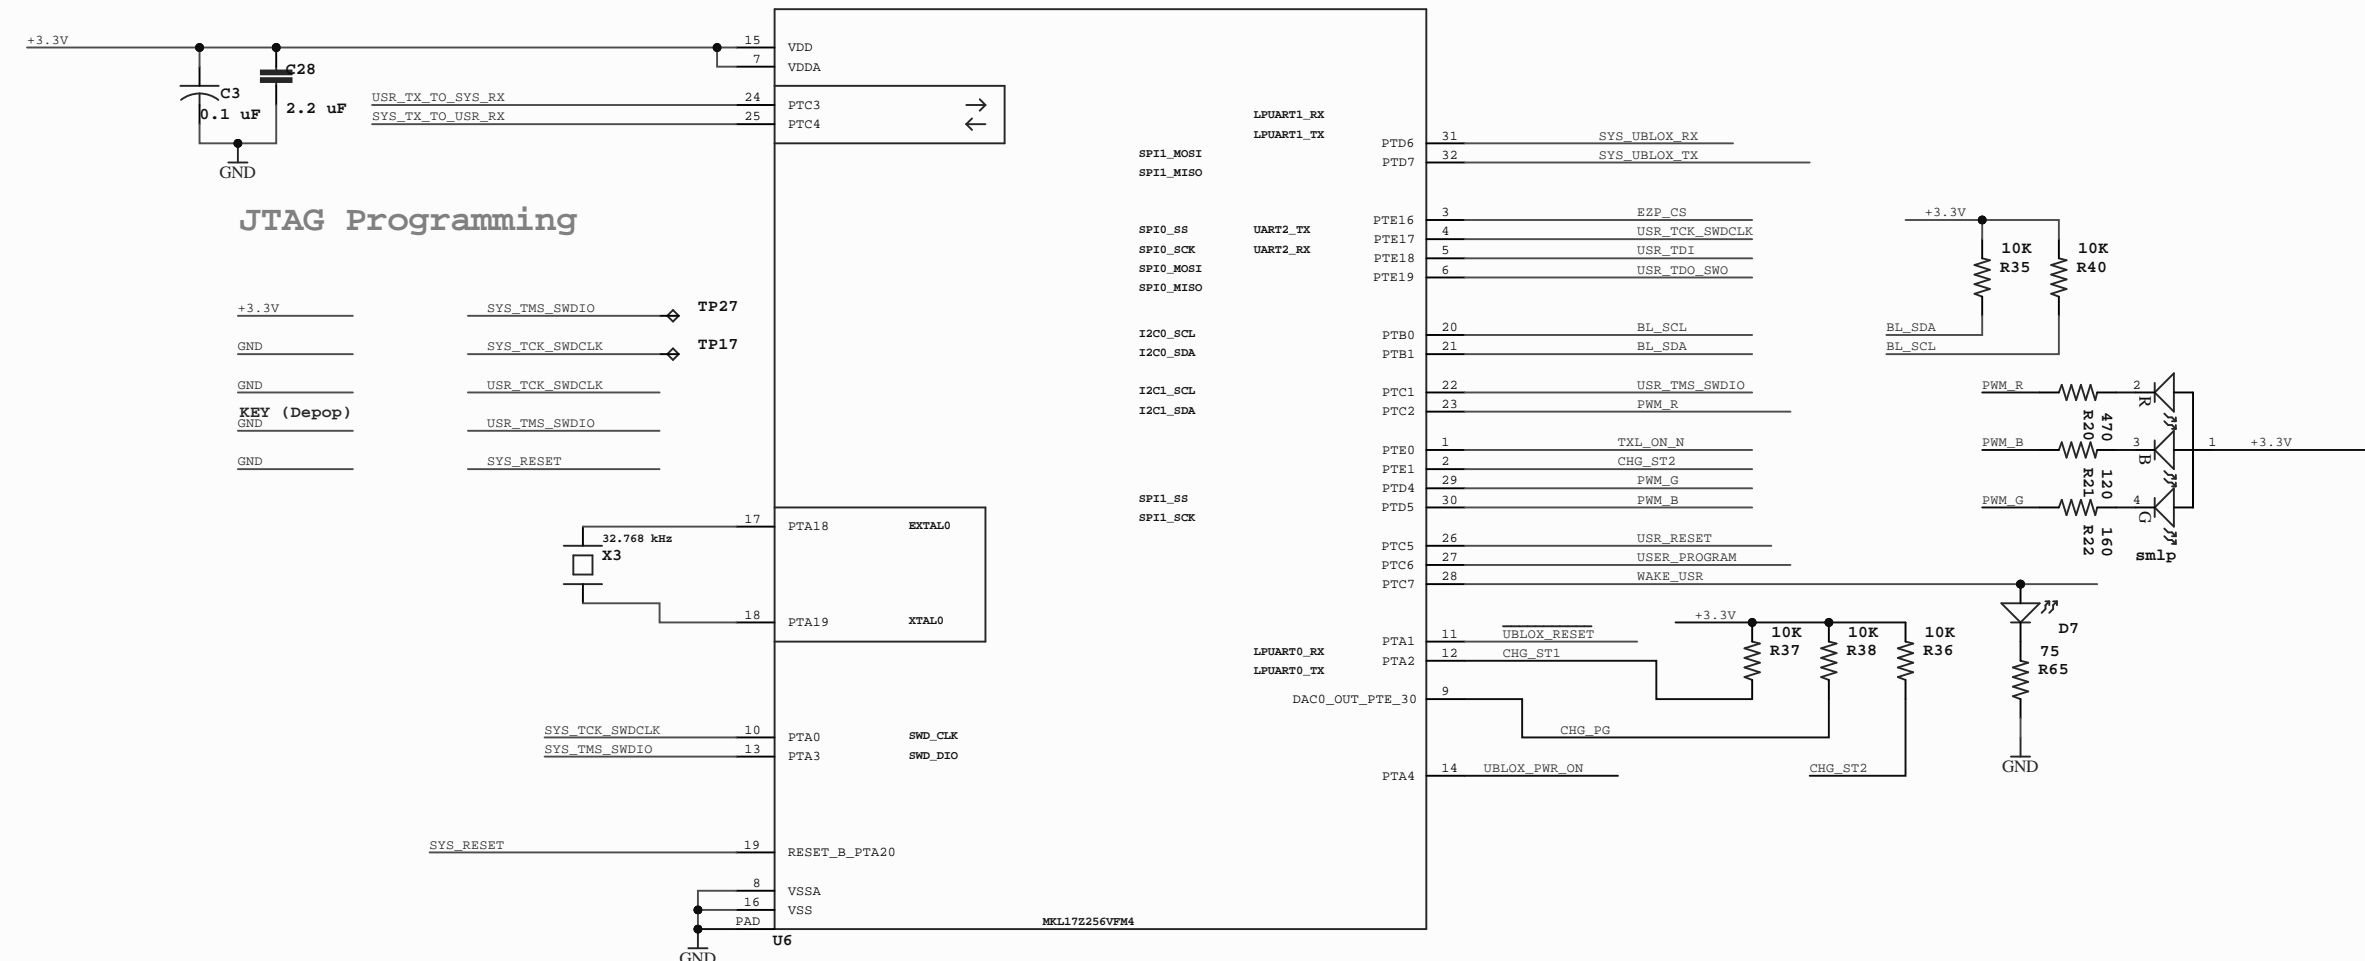 +3.3V
C28
C3
0.1 uF
2.2 uF
GND
15 VDD
7 VDDA
USR_TX_TO_SYS_RX 24 PTC3
SYS_TX_TO_USR_RX 25 PTC4
JTAG Programming
+3.3V
GND
GND
KEY (Depop)
GND
GND
SYS_TMS_SWDIO TP27
SYS_TCK_SWDCLK TP17
USR_TCK_SWDCLK
USR_TMS_SWDIO
SYS_RESET
17 PTA18 EXTAL0
32.768 kHz
X3
18 PTA19 XTAL0
SYS_TCK_SWDCLK 10 PTA0 SWD_CLK
SYS_TMS_SWDIO 13 PTA3 SWD_DIO
SYS_RESET 19 RESET_B_PTA20
8 VSSA
16 VSS
PAD
GND
U6
MKL17Z256VFM4
LPUART1_RX
LPUART1_TX
SPI1_MOSI
SPI1_MISO
SPI0_SS UART2_TX
SPI0_SCK UART2_RX
SPI0_MOSI
SPI0_MISO
I2C0_SCL
I2C0_SDA
I2C1_SCL
I2C1_SDA
SPI1_SS
SPI1_SCK
LPUART0_RX
LPUART0_TX
PTD6 31 SYS_UBLOX_RX
PTD7 32 SYS_UBLOX_TX
PTE16 3 EZP_CS
PTE17 4 USR_TCK_SWDCLK
PTE18 5 USR_TDI
PTE19 6 USR_TDO_SWO
PTB0 20 BL_SCL
PTB1 21 BL_SDA
PTC1 22 USR_TMS_SWDIO
PTC2 23 PWM_R
PTE0 1 TXL_ON_N
PTE1 2 CHG_ST2
PTD4 29 PWM_G
PTD5 30 PWM_B
PTC5 26 USR_RESET
PTC6 27 USER_PROGRAM
PTC7 28 WAKE_USR
PTA1 11 UBLOX_RESET
PTA2 12 CHG_ST1
DAC0_OUT_PTE_30 9
CHG_PG
PTA4 14 UBLOX_PWR_ON
CHG_ST2
+3.3V
10K
R37
10K
R38
10K
R36
+3.3V
10K
R35
10K
R40
BL_SDA
BL_SCL
PWM_R 2 R
470
R20
PWM_B 3 B
120
R21
PWM_G 4 G
160
R22
1 +3.3V
smlp
D7
75
R65
GND